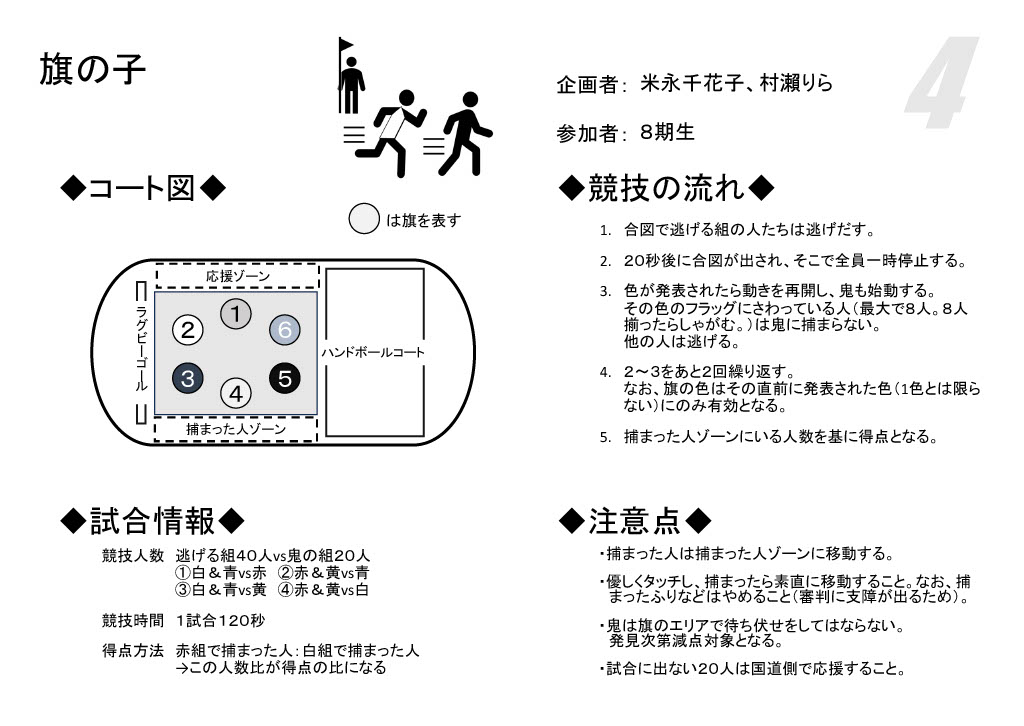 旗の子
4
企画者： 米永千花子、村瀬りら
参加者： 8期生
◆コート図◆
は旗を表す
応援ゾーン
ラグビーゴール
1
2
6
3
5
4
ハンドボールコート
捕まった人ゾーン
◆競技の流れ◆
1. 合図で逃げる組の人たちは逃げだす。
2. 20秒後に合図が出され、そこで全員一時停止する。
3. 色が発表されたら動きを再開し、鬼も始動する。
その色のフラッグにさわっている人（最大で8人。8人
揃ったらしゃがむ。）は鬼に捕まらない。
他の人は逃げる。
4. 2～3をあと2回繰り返す。
なお、旗の色はその直前に発表された色（1色とは限ら
ない）にのみ有効となる。
5. 捕まった人ゾーンにいる人数を基に得点となる。
◆試合情報◆
競技人数 逃げる組40人vs鬼の組20人
①白＆青vs赤 ②赤＆黄vs青
③白＆青vs黄 ④赤＆黄vs白
競技時間 1試合120秒
得点方法 赤組で捕まった人：白組で捕まった人
→この人数比が得点の比になる
◆注意点◆
・捕まった人は捕まった人ゾーンに移動する。
・優しくタッチし、捕まったら素直に移動すること。なお、捕
まったふりなどはやめること（審判に支障が出るため）。
・鬼は旗のエリアで待ち伏せをしてはならない。
発見次第減点対象となる。
・試合に出ない20人は国道側で応援すること。